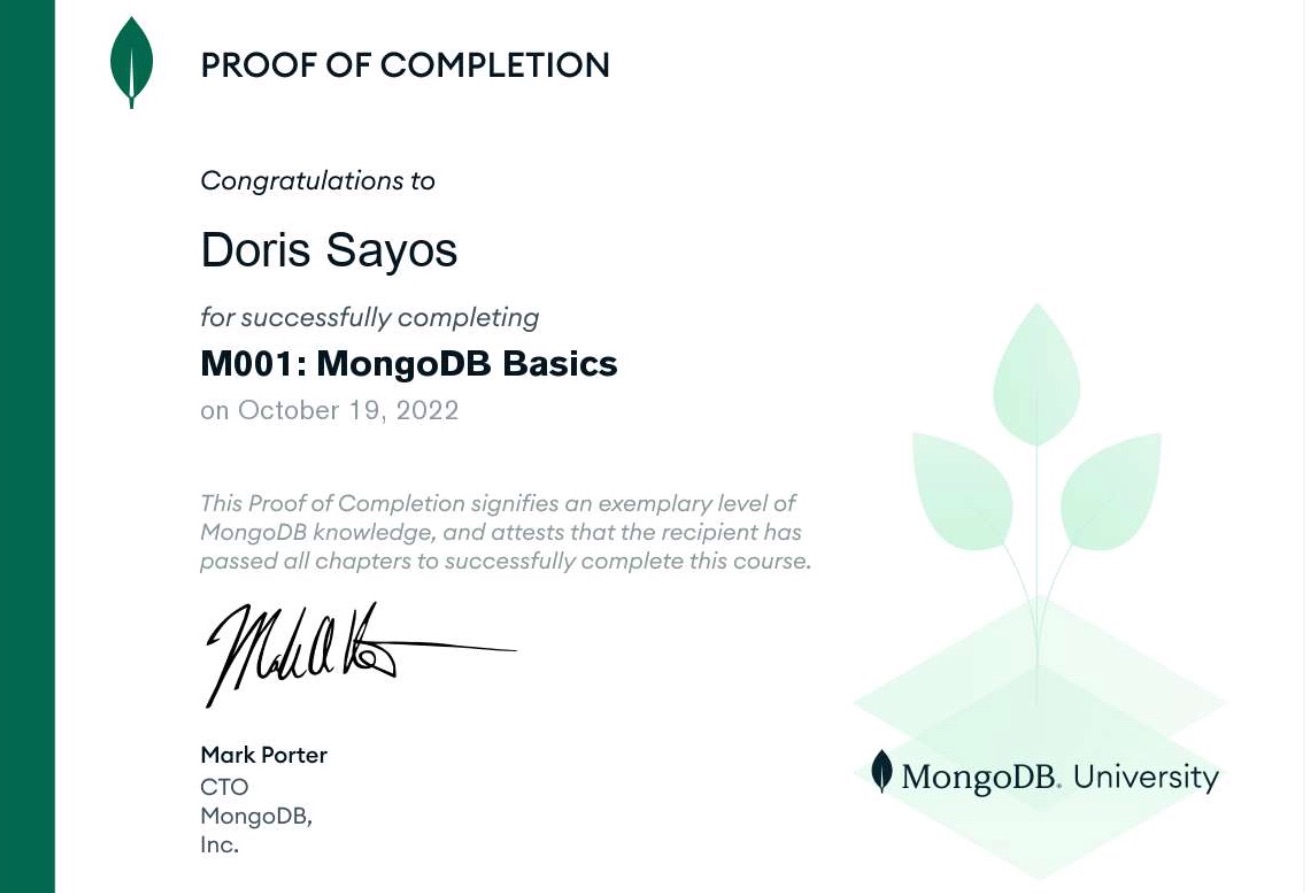 PROOF OF COMPLETION
Congratulations to
Doris Sayos
for successfully completing
M001: MongoDB Basics
on October 19, 2022
This Proof of Completion signifies an exemplary level of
MongoDB knowledge, and attests that the recipient has
passed all chapters to successfully complete this course.
Mark Porter
CTO
MongoDB,
Inc.
MongoDB. University